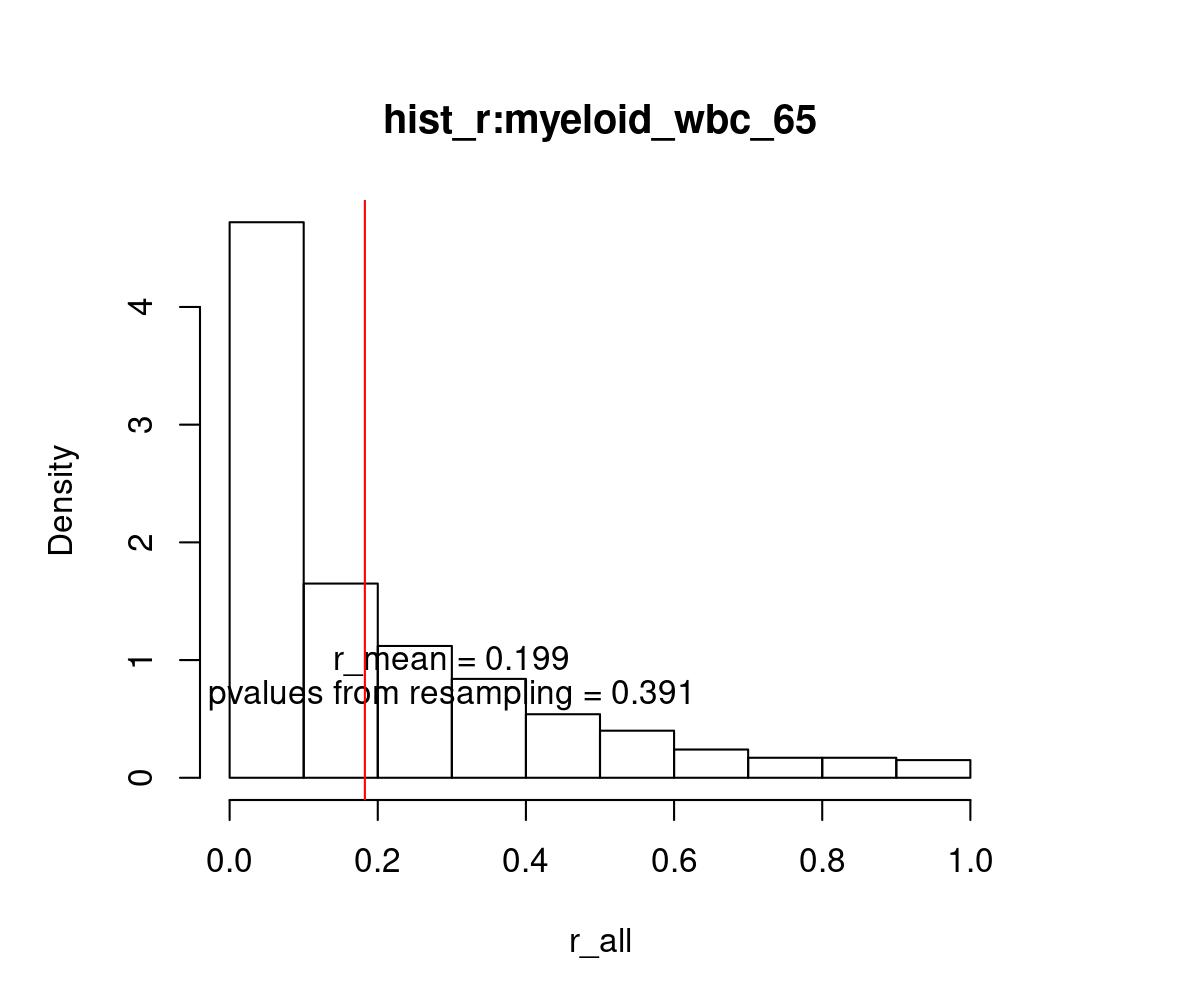 hist_r:myeloid_wbc_65
Density
4
3
2
1
0
r_mean = 0.199
pvalues from resampling = 0.391
0.0 0.2 0.4 0.6 0.8 1.0
r_all